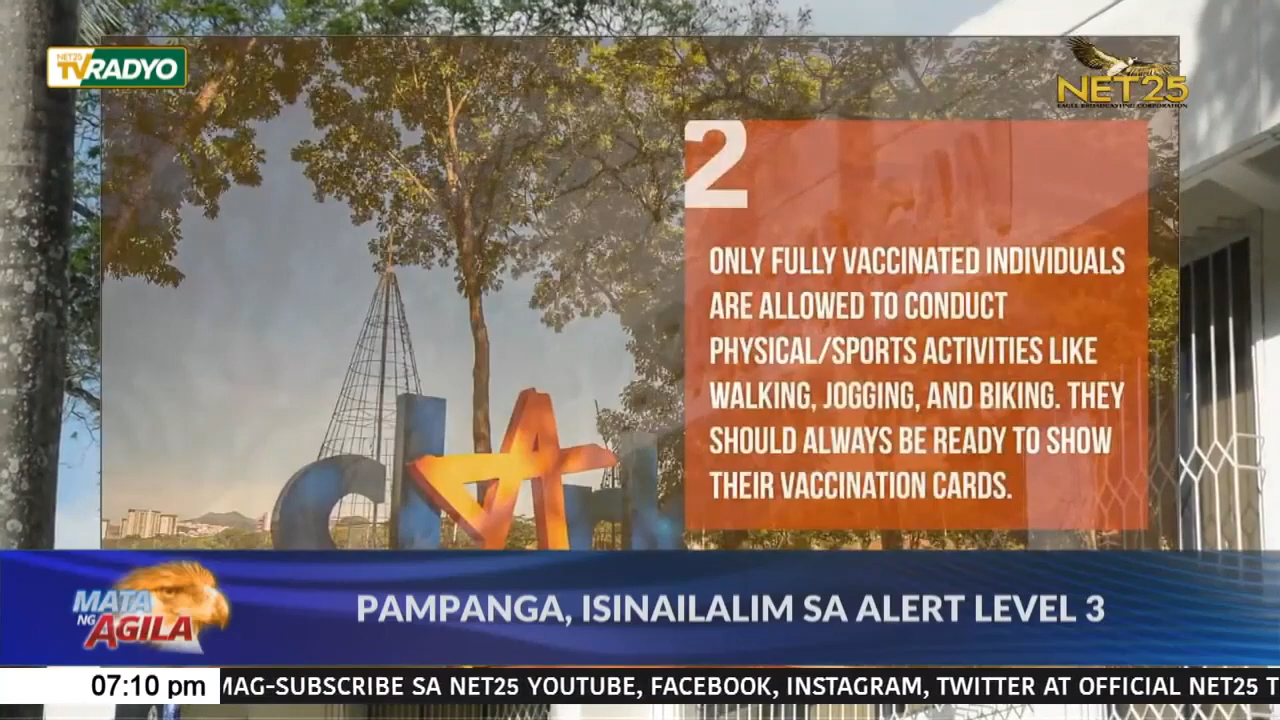 NET25
TVRADYO
NET25
EAGLE BROADCASTING CORPORATION
2
ONLY FULLY VACCINATED INDIVIDUALS
ARE ALLOWED TO CONDUCT
PHYSICAL/SPORTS ACTIVITIES LIKE
WALKING, JOGGING, AND BIKING. THEY
SHOULD ALWAYS BE READY TO SHOW
THEIR VACCINATION CARDS.
MATA
NG
AGILA
PAMPANGA, ISINAILALIM SA ALERT LEVEL 3
07:10 pm
MAG-SUBSCRIBE SA NET25 YOUTUBE, FACEBOOK, INSTAGRAM, TWITTER AT OFFICIAL NET25 T